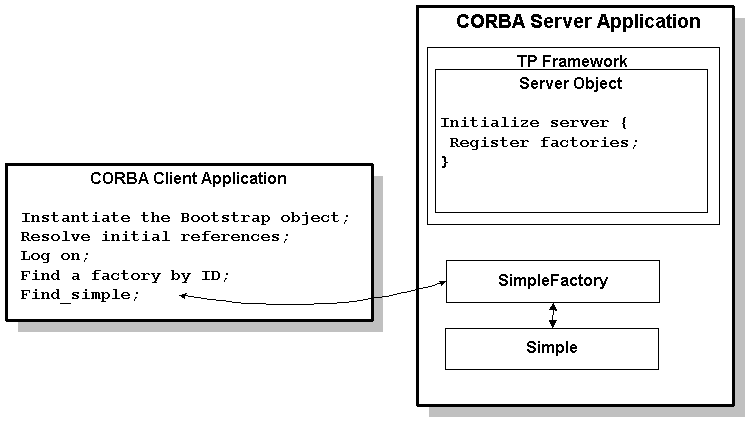 CORBA Server Application
TP Framework
Server Object
Initialize server {
Register factories;
}
CORBA Client Application
Instantiate the Bootstrap object;
Resolve initial references;
Log on;
Find a factory by ID;
Find_simple;
SimpleFactory
Simple